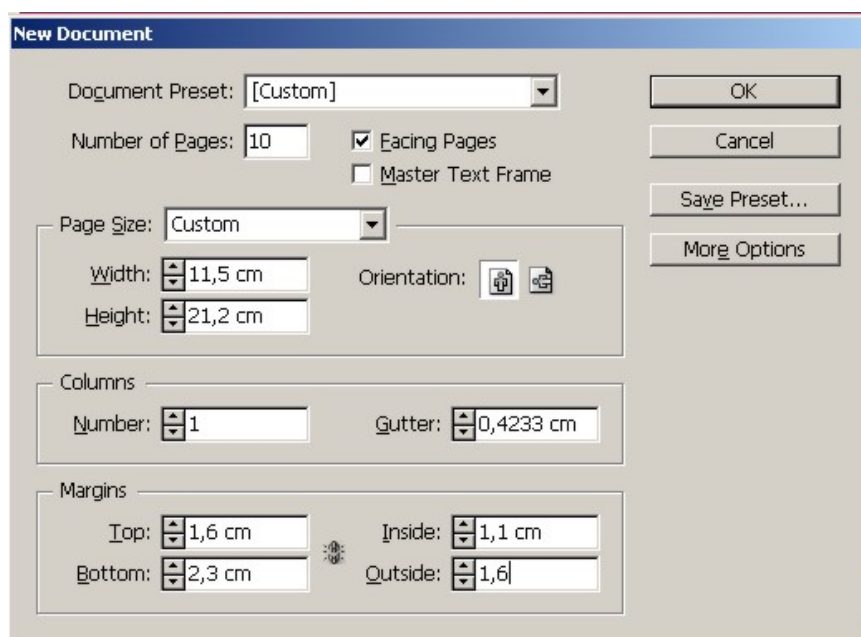 New Document
Document Preset: [Custom]
OK
Number of Pages: 10
Facing Pages
Cancel
Master Text Frame
Save Preset...
Page Size: Custom
More Options
Width: 11,5 cm
Orientation:
Height: 21,2 cm
Columns
Number: 1
Gutter: 0,4233 cm
Margins
Top: 1,6 cm
Inside: 1,1 cm
Bottom: 2,3 cm
Outside: 1,6